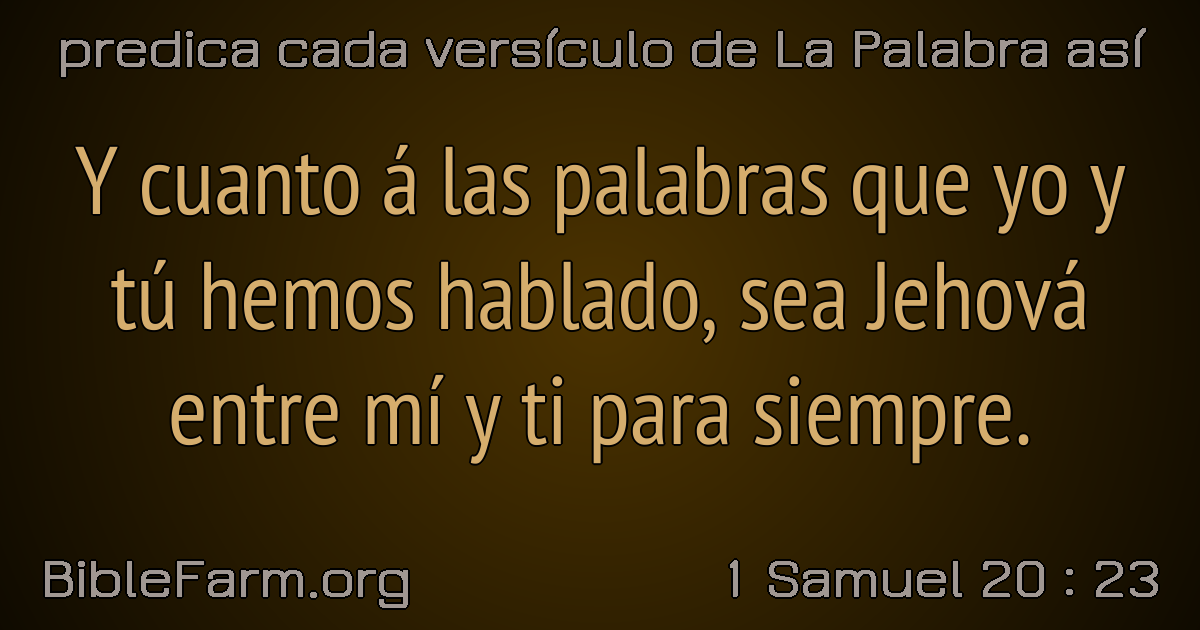 predica cada versículo de La Palabra así
Y cuanto á las palabras que yo y
tú hemos hablado, sea Jehová
entre mí y ti para siempre.
BibleFarm.org
1 Samuel 20 : 23